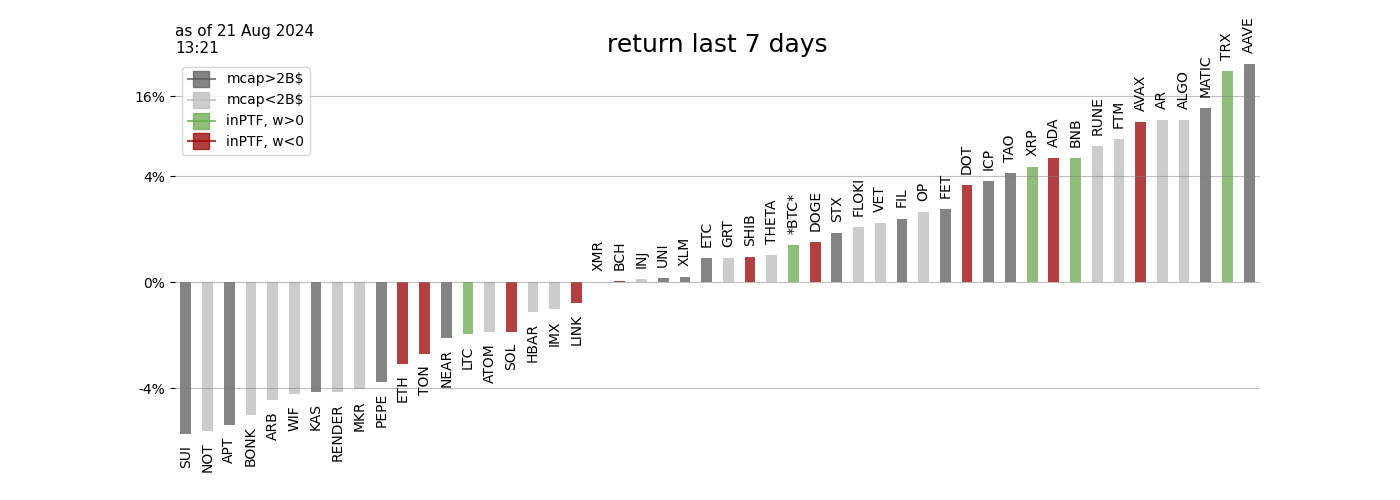 as of 21 Aug 2024
13:21
return last 7 days
mcap>2B$
mcap<2B$
inPTF, w>0
inPTF, w<0
16%
4%
0%
-4%
SUI
NOT
APT
BONK
ARB
WIF
KAS
RENDER
MKR
PEPE
ETH
TON
NEAR
LTC
ATOM
SOL
HBAR
IMX
LINK
XMR
BCH
INJ
UNI
XLM
ETC
GRT
SHIB
THETA
*BTC*
DOGE
STX
FLOKI
VET
FIL
OP
FET
DOT
ICP
TAO
XRP
ADA
BNB
RUNE
FTM
AVAX
AR
ALGO
MATIC
TRX
AAVE